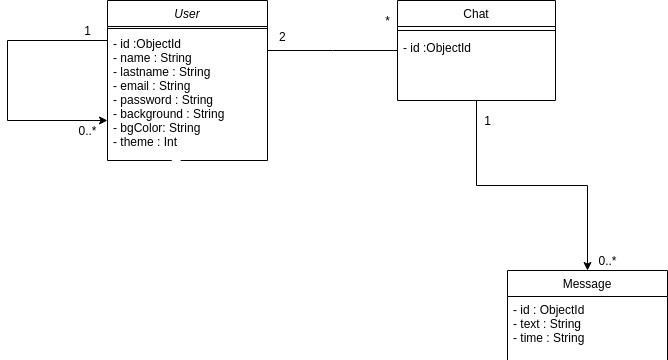 User
- id :ObjectId
- name : String
- lastname : String
- email : String
- password : String
- background : String
- bgColor: String
- theme : Int
1
0..*
2
*
Chat
- id :ObjectId
1
0..*
Message
- id : ObjectId
- text : String
- time : String